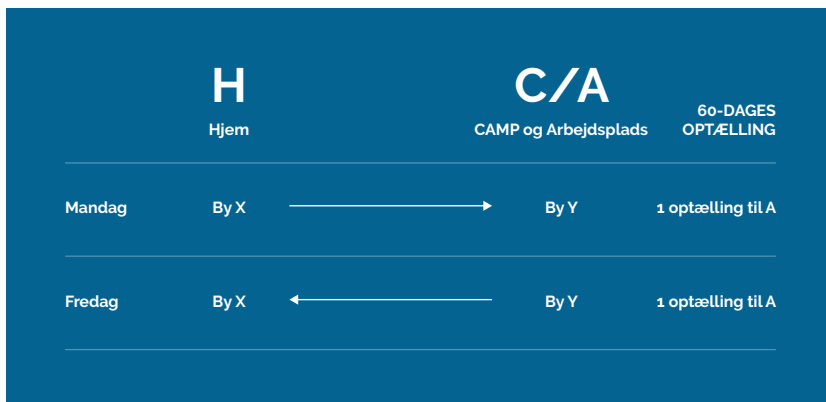 H
C/A
60-DAGES
OPTÆLLING
Hjem
CAMP og Arbejdsplads
Mandag By X By Y 1 optælling til A
Fredag By X By Y 1 optælling til A